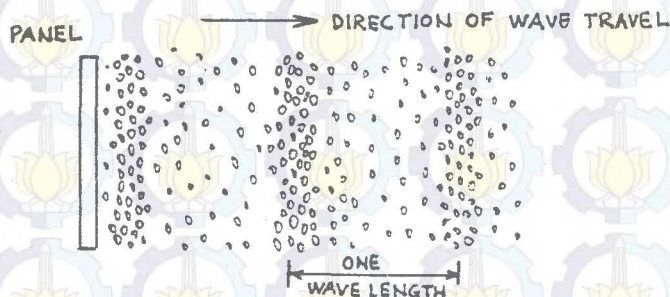 DIRECTION OF WAVE TRAVEL
PANEL
ONE
WAVE LENGTH